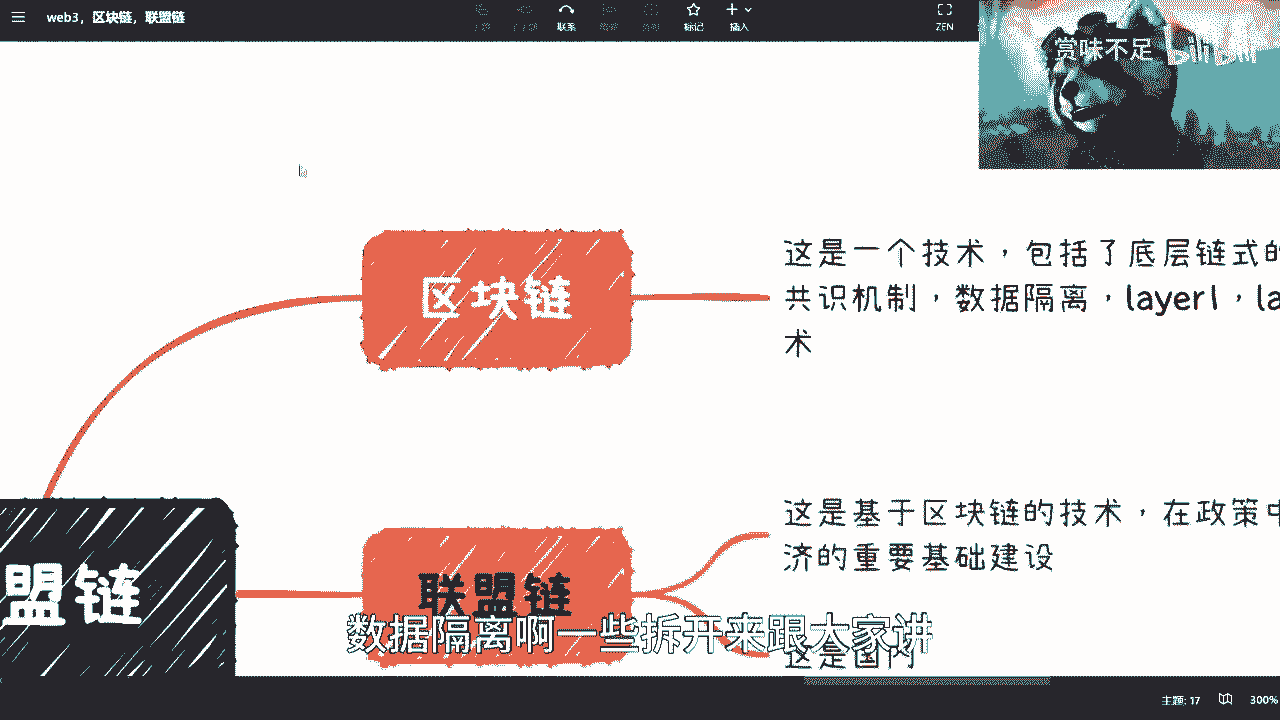 web3，区块链，联盟链
联系
标记
插入
ZEN
赏味不足
bilibili
区块链
这是一个技术，包括了底层链式的
共识机制，数据隔离，layer1，la
术
盟链
联盟链
这是基于区块链的技术，在政策中
济的重要基础建设
这是国内
数据隔离啊一些拆开来跟大家讲
主题: 17
300%